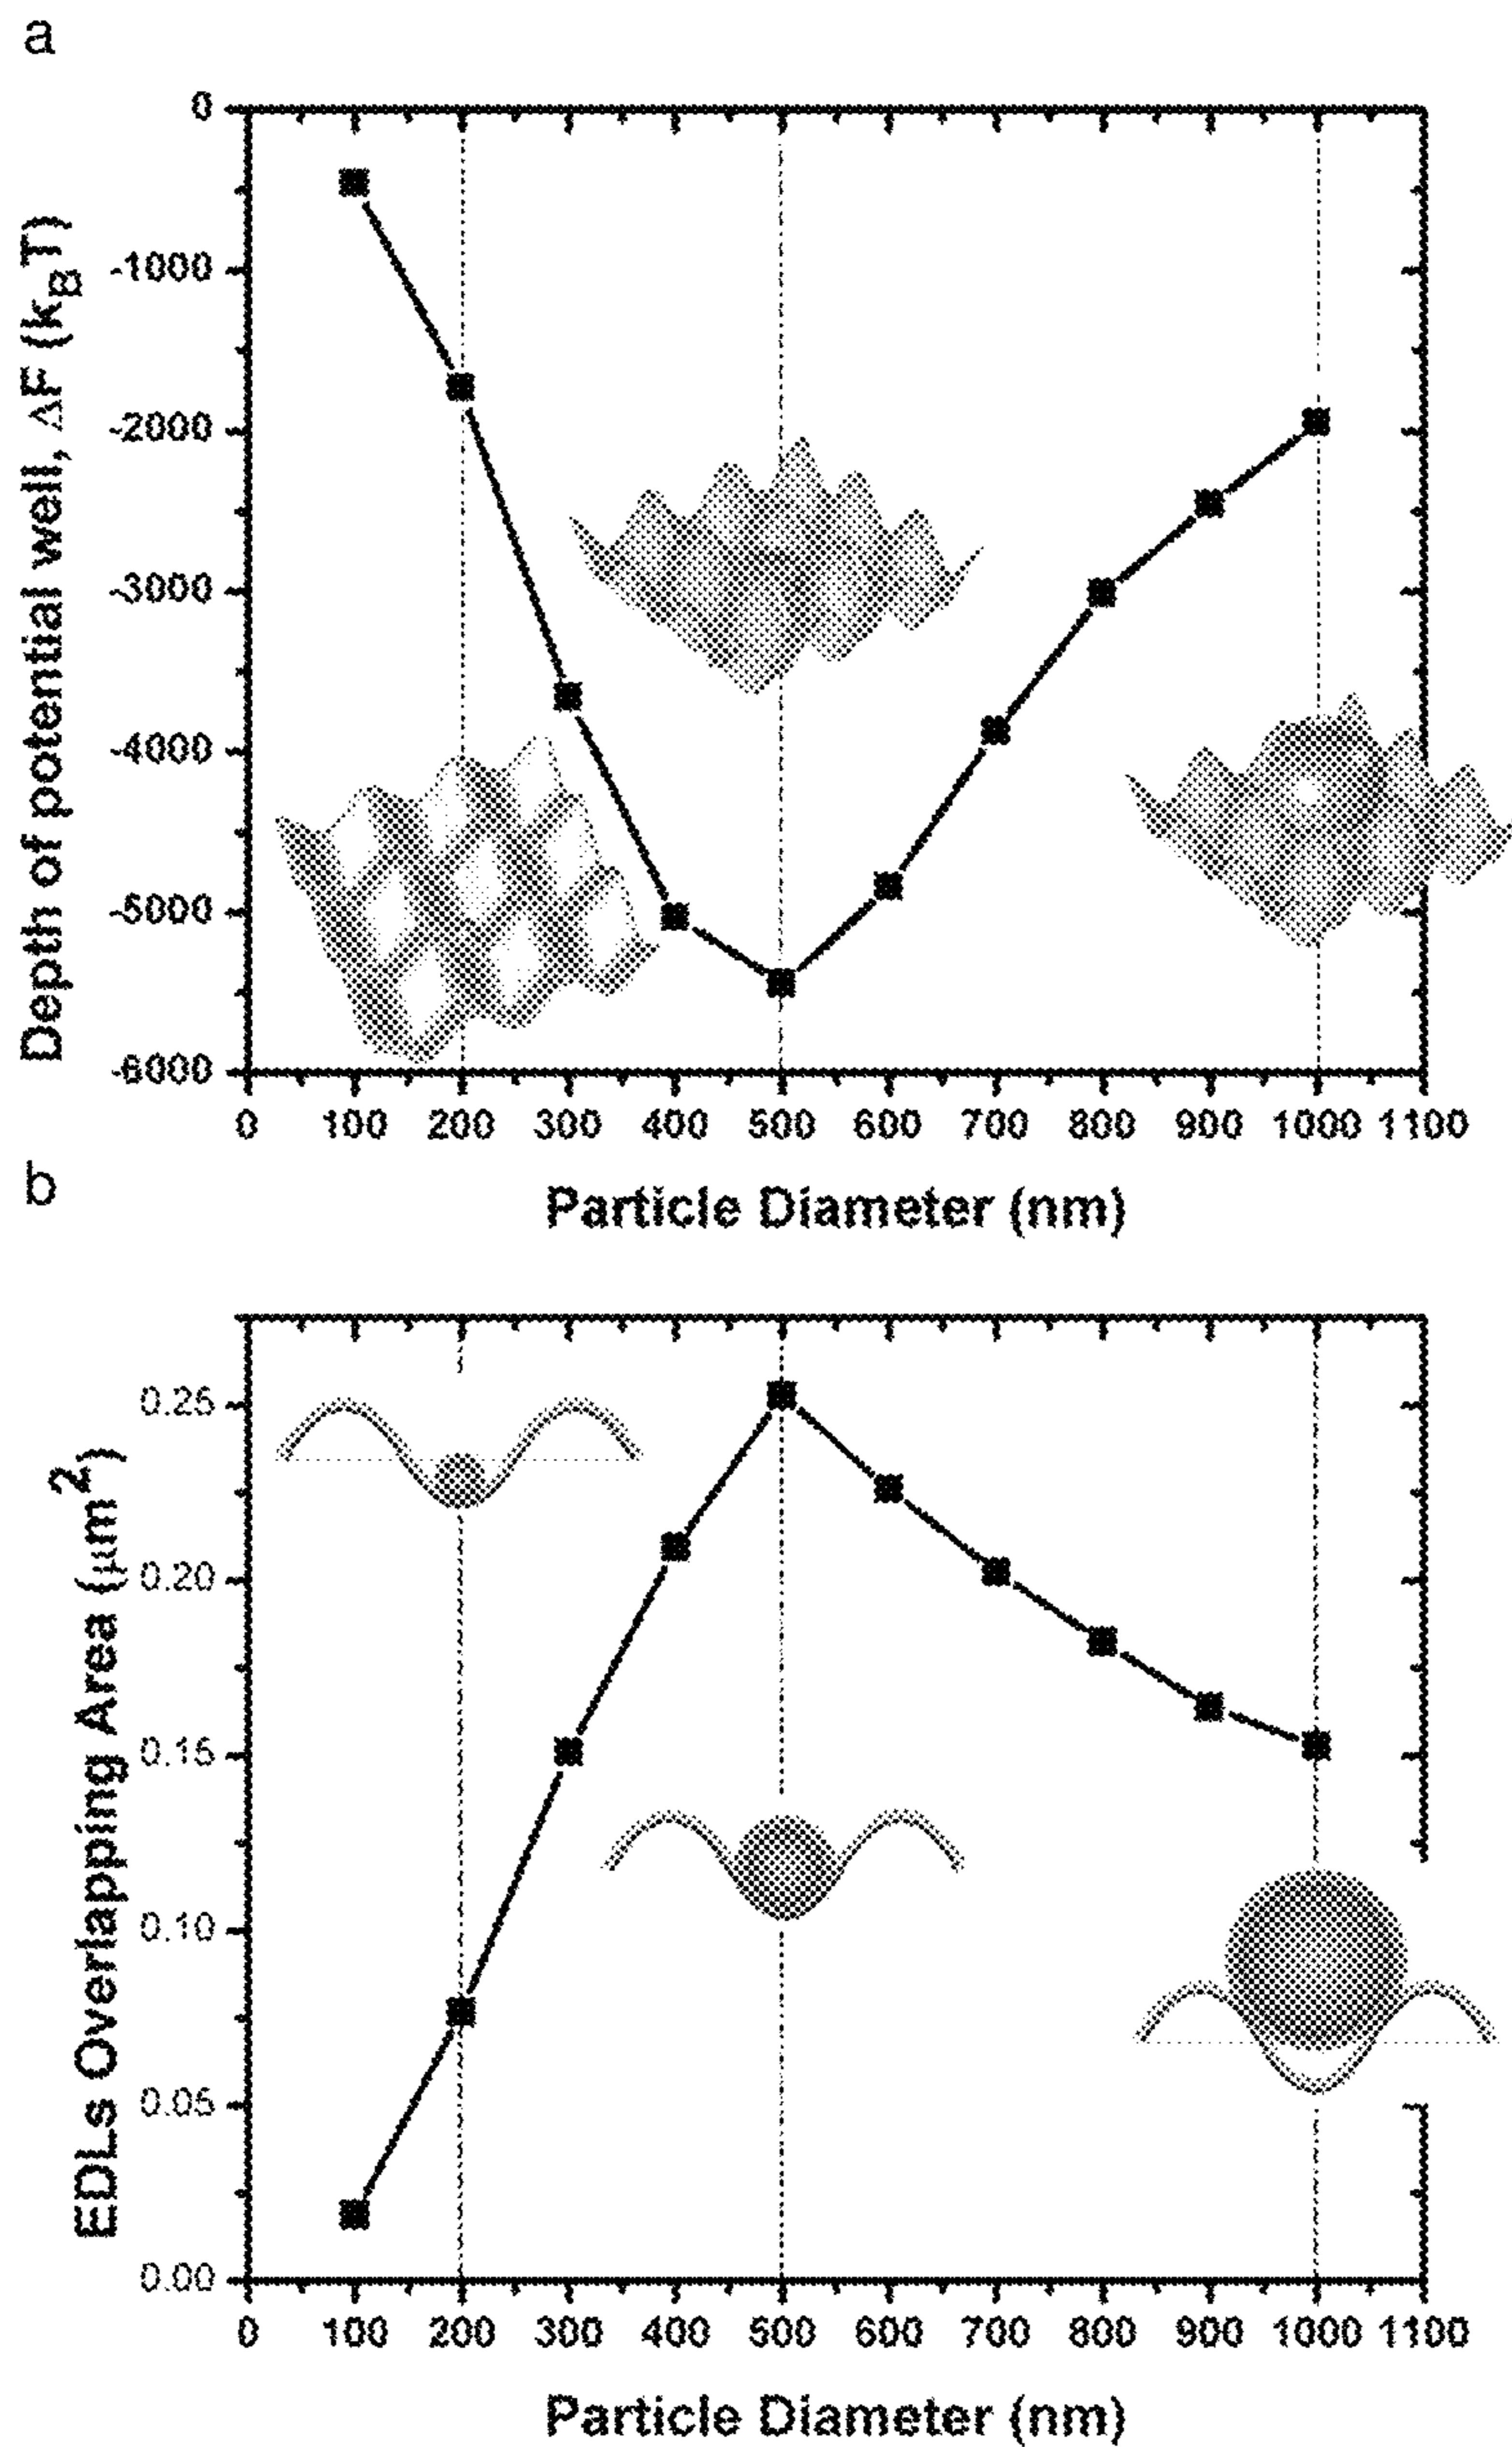 a
Depth of potential well, ΔF (kBT)
0
-1000
-2000
-3000
-4000
-5000
-6000
0 100 200 300 400 500 600 700 800 900 1000 1100
Particle Diameter (nm)
b
EDLs Overlapping Area (μm²)
0.25
0.20
0.15
0.10
0.05
0.00
0 100 200 300 400 500 600 700 800 900 1000 1100
Particle Diameter (nm)